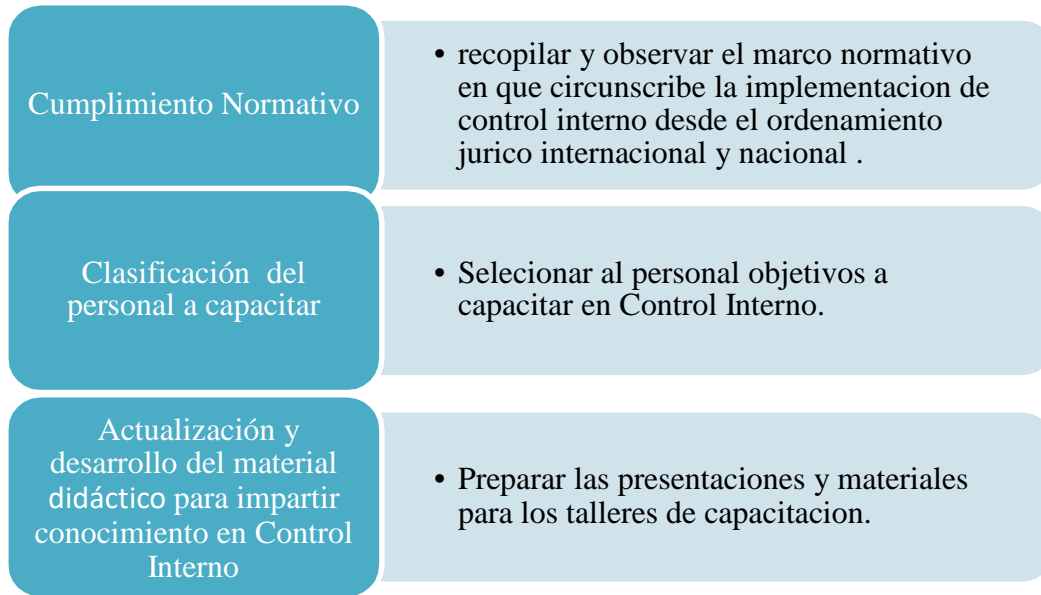 Cumplimiento Normativo
• recopilar y observar el marco normativo
en que circunscribe la implementacion de
control interno desde el ordenamiento
jurico internacional y nacional .
Clasificación  del
personal a capacitar
• Selecionar al personal objetivos a
capacitar en Control Interno.
Actualización y
desarrollo del material
didáctico para impartir
conocimiento en Control
Interno
• Preparar las presentaciones y materiales
para los talleres de capacitacion.